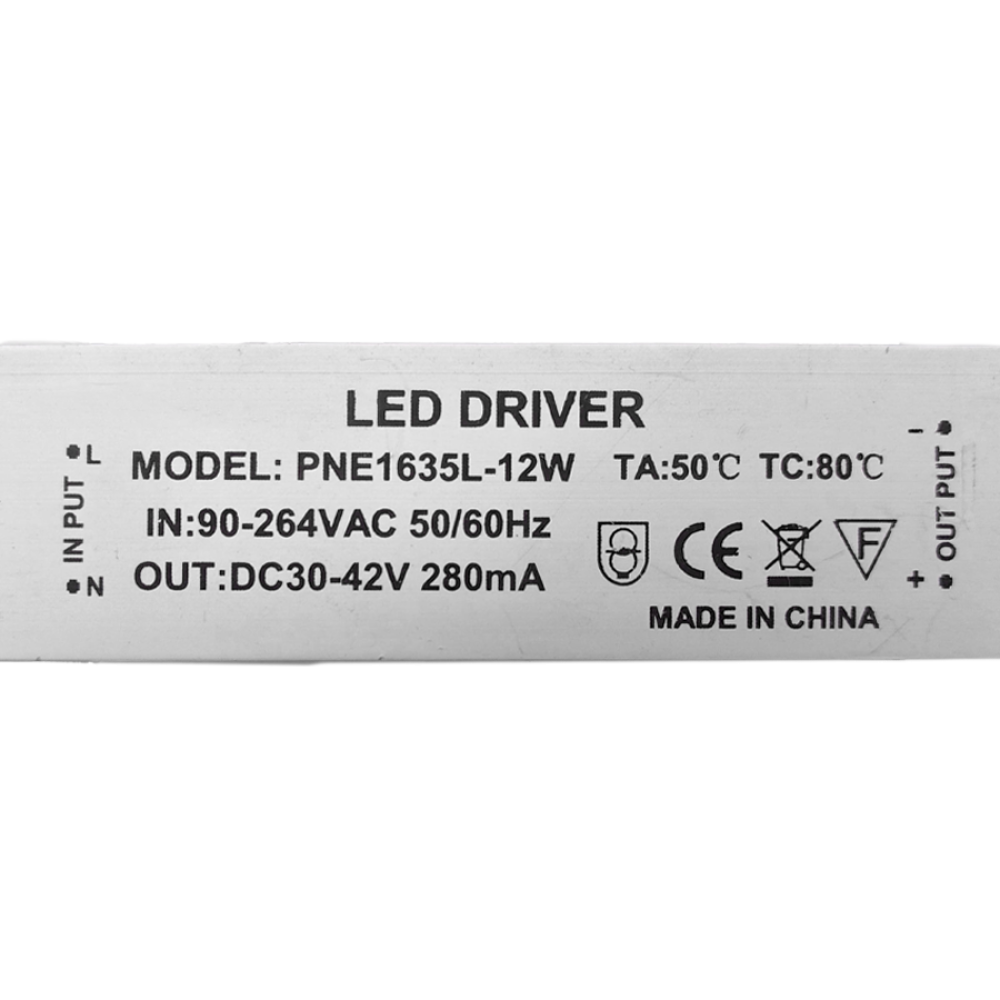 LED DRIVER
MODEL: PNE1635L-12W TA:50℃ TC:80℃
IN:90-264VAC 50/60Hz
OUT:DC30-42V 280mA
MADE IN CHINA
IN PUT
L
N
OUT PUT
-
+
CE
F